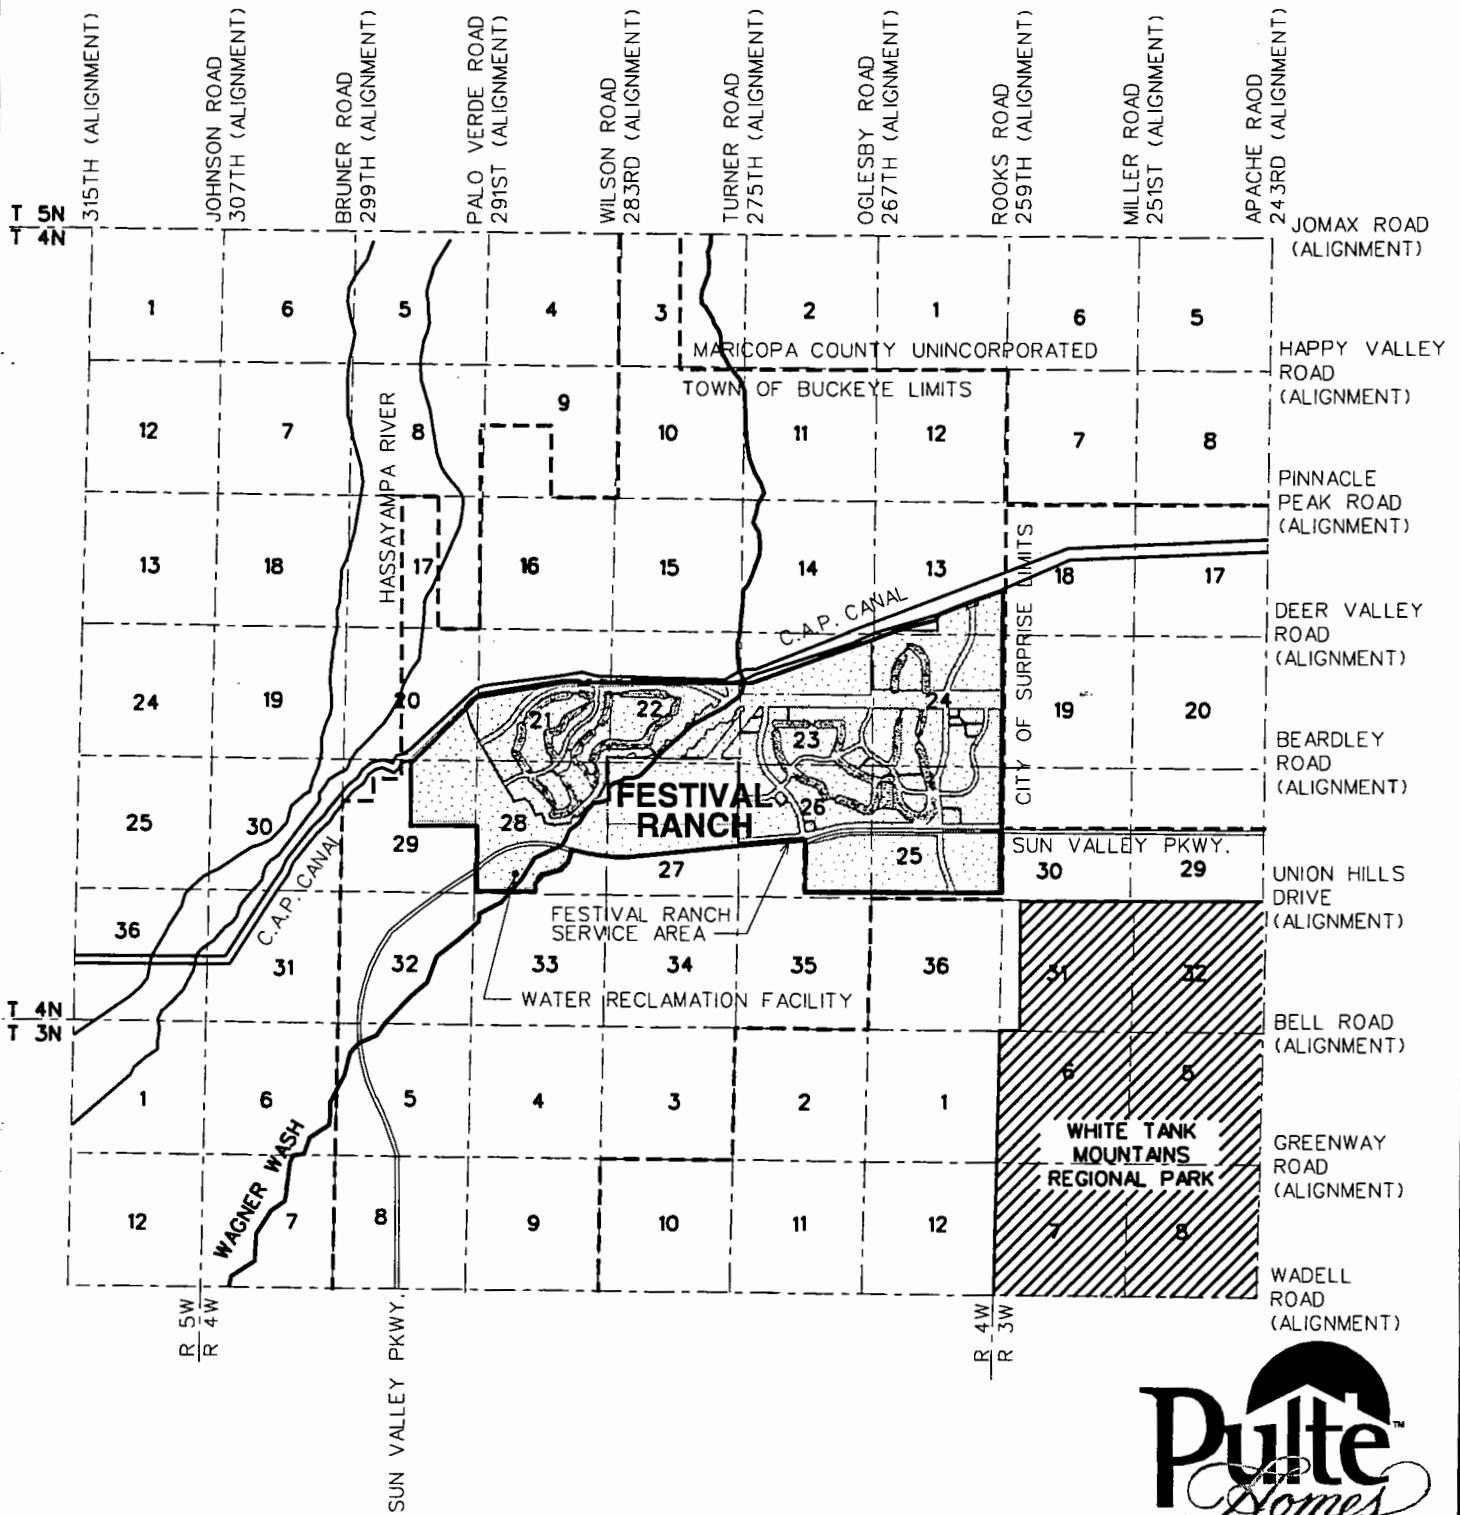 315TH (ALIGNMENT)
JOHNSON ROAD
307TH (ALIGNMENT)
BRUNER ROAD
299TH (ALIGNMENT)
PALO VERDE ROAD
291ST (ALIGNMENT)
WILSON ROAD
283RD (ALIGNMENT)
TURNER ROAD
275TH (ALIGNMENT)
OGLESBY ROAD
267TH (ALIGNMENT)
ROOKS ROAD
259TH (ALIGNMENT)
MILLER ROAD
251ST (ALIGNMENT)
APACHE RAOD
243RD (ALIGNMENT)
T 5N
T 4N
JOMAX ROAD
(ALIGNMENT)
1 6 5 4 3 2 1 6 5
MARICOPA COUNTY UNINCORPORATED
HAPPY VALLEY
ROAD
(ALIGNMENT)
TOWN OF BUCKEYE LIMITS
12 7 8 9 10 11 12 7 8
HASSAYAMPA RIVER
PINNACLE
PEAK ROAD
(ALIGNMENT)
13 18 17 16 15 14 13 18 17
C.A.P. CANAL
CITY OF SURPRISE LIMITS
DEER VALLEY
ROAD
(ALIGNMENT)
24 19 20 21 22 23 24 19 20
BEARDLEY
ROAD
(ALIGNMENT)
FESTIVAL
RANCH
25 30 29 28 27 26 25 30 29
SUN VALLEY PKWY.
C.A.P. CANAL
UNION HILLS
DRIVE
(ALIGNMENT)
FESTIVAL RANCH
SERVICE AREA
36 31 32 33 34 35 36 31 32
WATER RECLAMATION FACILITY
T 4N
T 3N
BELL ROAD
(ALIGNMENT)
1 6 5 4 3 2 1 6 5
WHITE TANK
MOUNTAINS
REGIONAL PARK
GREENWAY
ROAD
(ALIGNMENT)
WAGNER WASH
12 7 8 9 10 11 12 7 8
WADELL
ROAD
(ALIGNMENT)
R 5W
R 4W
SUN VALLEY PKWY.
R 4W
R 3W
Pulte™
Homes